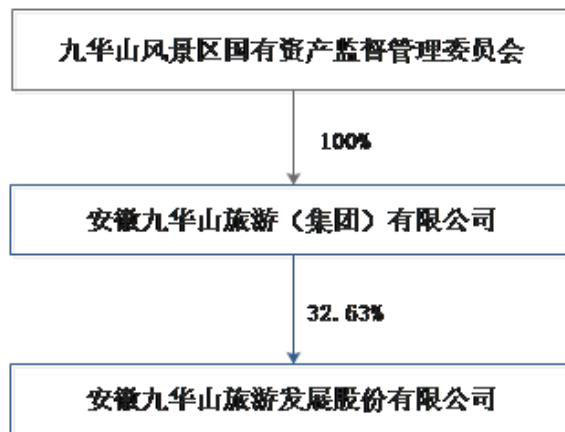 九华山风景区国有资产监督管理委员会
100%
安徽九华山旅游（集团）有限公司
32.63%
安徽九华山旅游发展股份有限公司